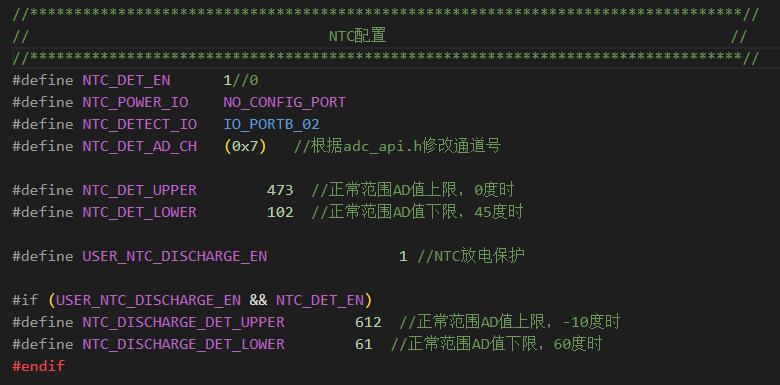 //*********************************************************************************//
//                                  NTC配置                                       //
//*********************************************************************************//
#define NTC_DET_EN      1//0
#define NTC_POWER_IO    NO_CONFIG_PORT
#define NTC_DETECT_IO   IO_PORTB_02
#define NTC_DET_AD_CH   (0x7)   //根据adc_api.h修改通道号
#define NTC_DET_UPPER        473  //正常范围AD值上限，0度时
#define NTC_DET_LOWER        102  //正常范围AD值下限，45度时
#define USER_NTC_DISCHARGE_EN               1 //NTC放电保护
#if (USER_NTC_DISCHARGE_EN && NTC_DET_EN)
#define NTC_DISCHARGE_DET_UPPER        612  //正常范围AD值上限，-10度时
#define NTC_DISCHARGE_DET_LOWER        61  //正常范围AD值下限，60度时
#endif